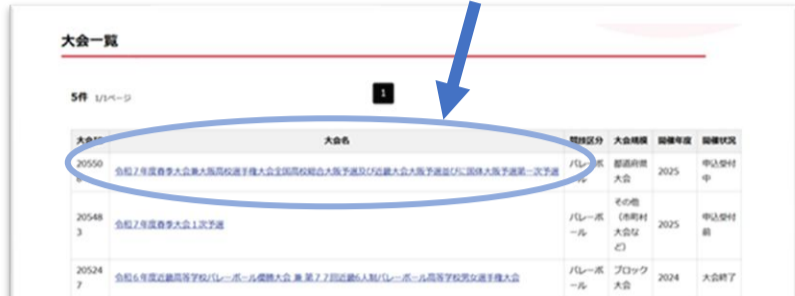 大会一覧
5件 1/1ページ
1
大会 大会名 競技区分 大会規模 開催年度 開催状況
20550 令和7年度春季大会兼大阪高校選手権大会全国高校総合大阪予選及び近畿大会大阪予選並びに国体大阪予選第一次予選 バレーボール 都道府県大会 2025 申込受付中
205483 令和7年度春季大会1次予選 バレーボール その他（市町村大会など） 2025 申込受付前
205247 令和6年度近畿高等学校バレーボール優勝大会 兼 第77回近畿6人制バレーボール高等学校男女選手権大会 バレーボール ブロック大会 2024 大会終了